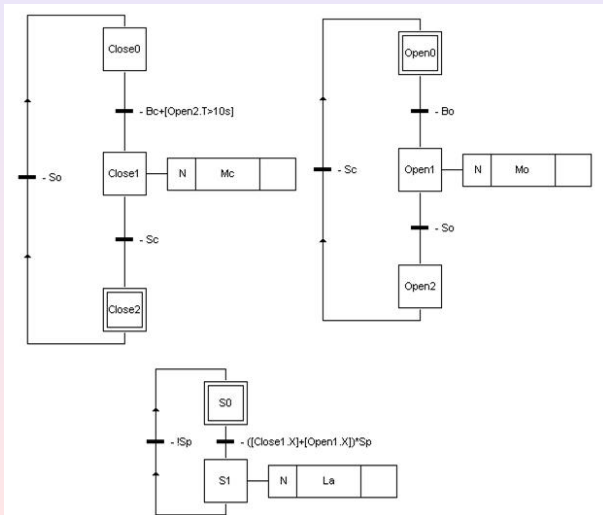 Close0
- Bc+[Open2.T>10s]
Close1
N
Mc
- So
- Sc
Close2
Open0
- Bo
Open1
N
Mo
- Sc
- So
Open2
S0
- !Sp
- ([Close1.X]+[Open1.X])*Sp
S1
N
La